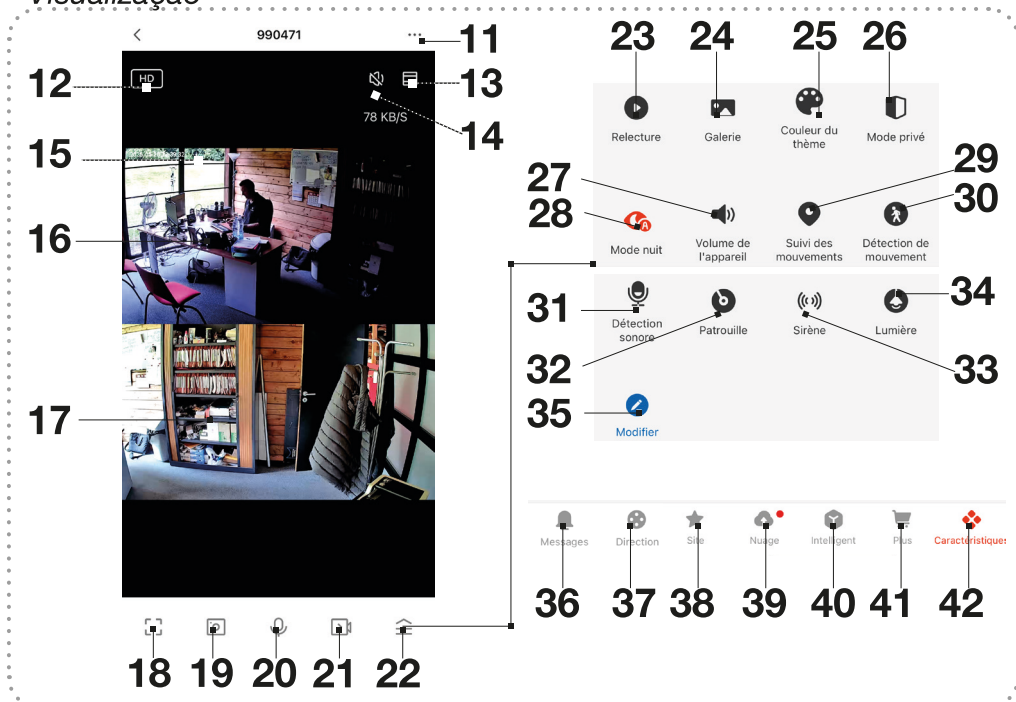 Visualização
990471
11
12
HD
13
78 KB/S
14
15
16
17
18
19
20
21
22
23
24
25
26
Relecture
Galerie
Couleur du
thème
Mode privé
27
28
29
30
Mode nuit
Volume de
l'appareil
Suivi des
mouvements
Détection de
mouvement
31
32
33
34
Détection
sonore
Patrouille
Sirène
Lumière
35
Modifier
Messages
Direction
Site
Nuage
Intelligent
Plus
Caractéristiques
36
37
38
39
40
41
42